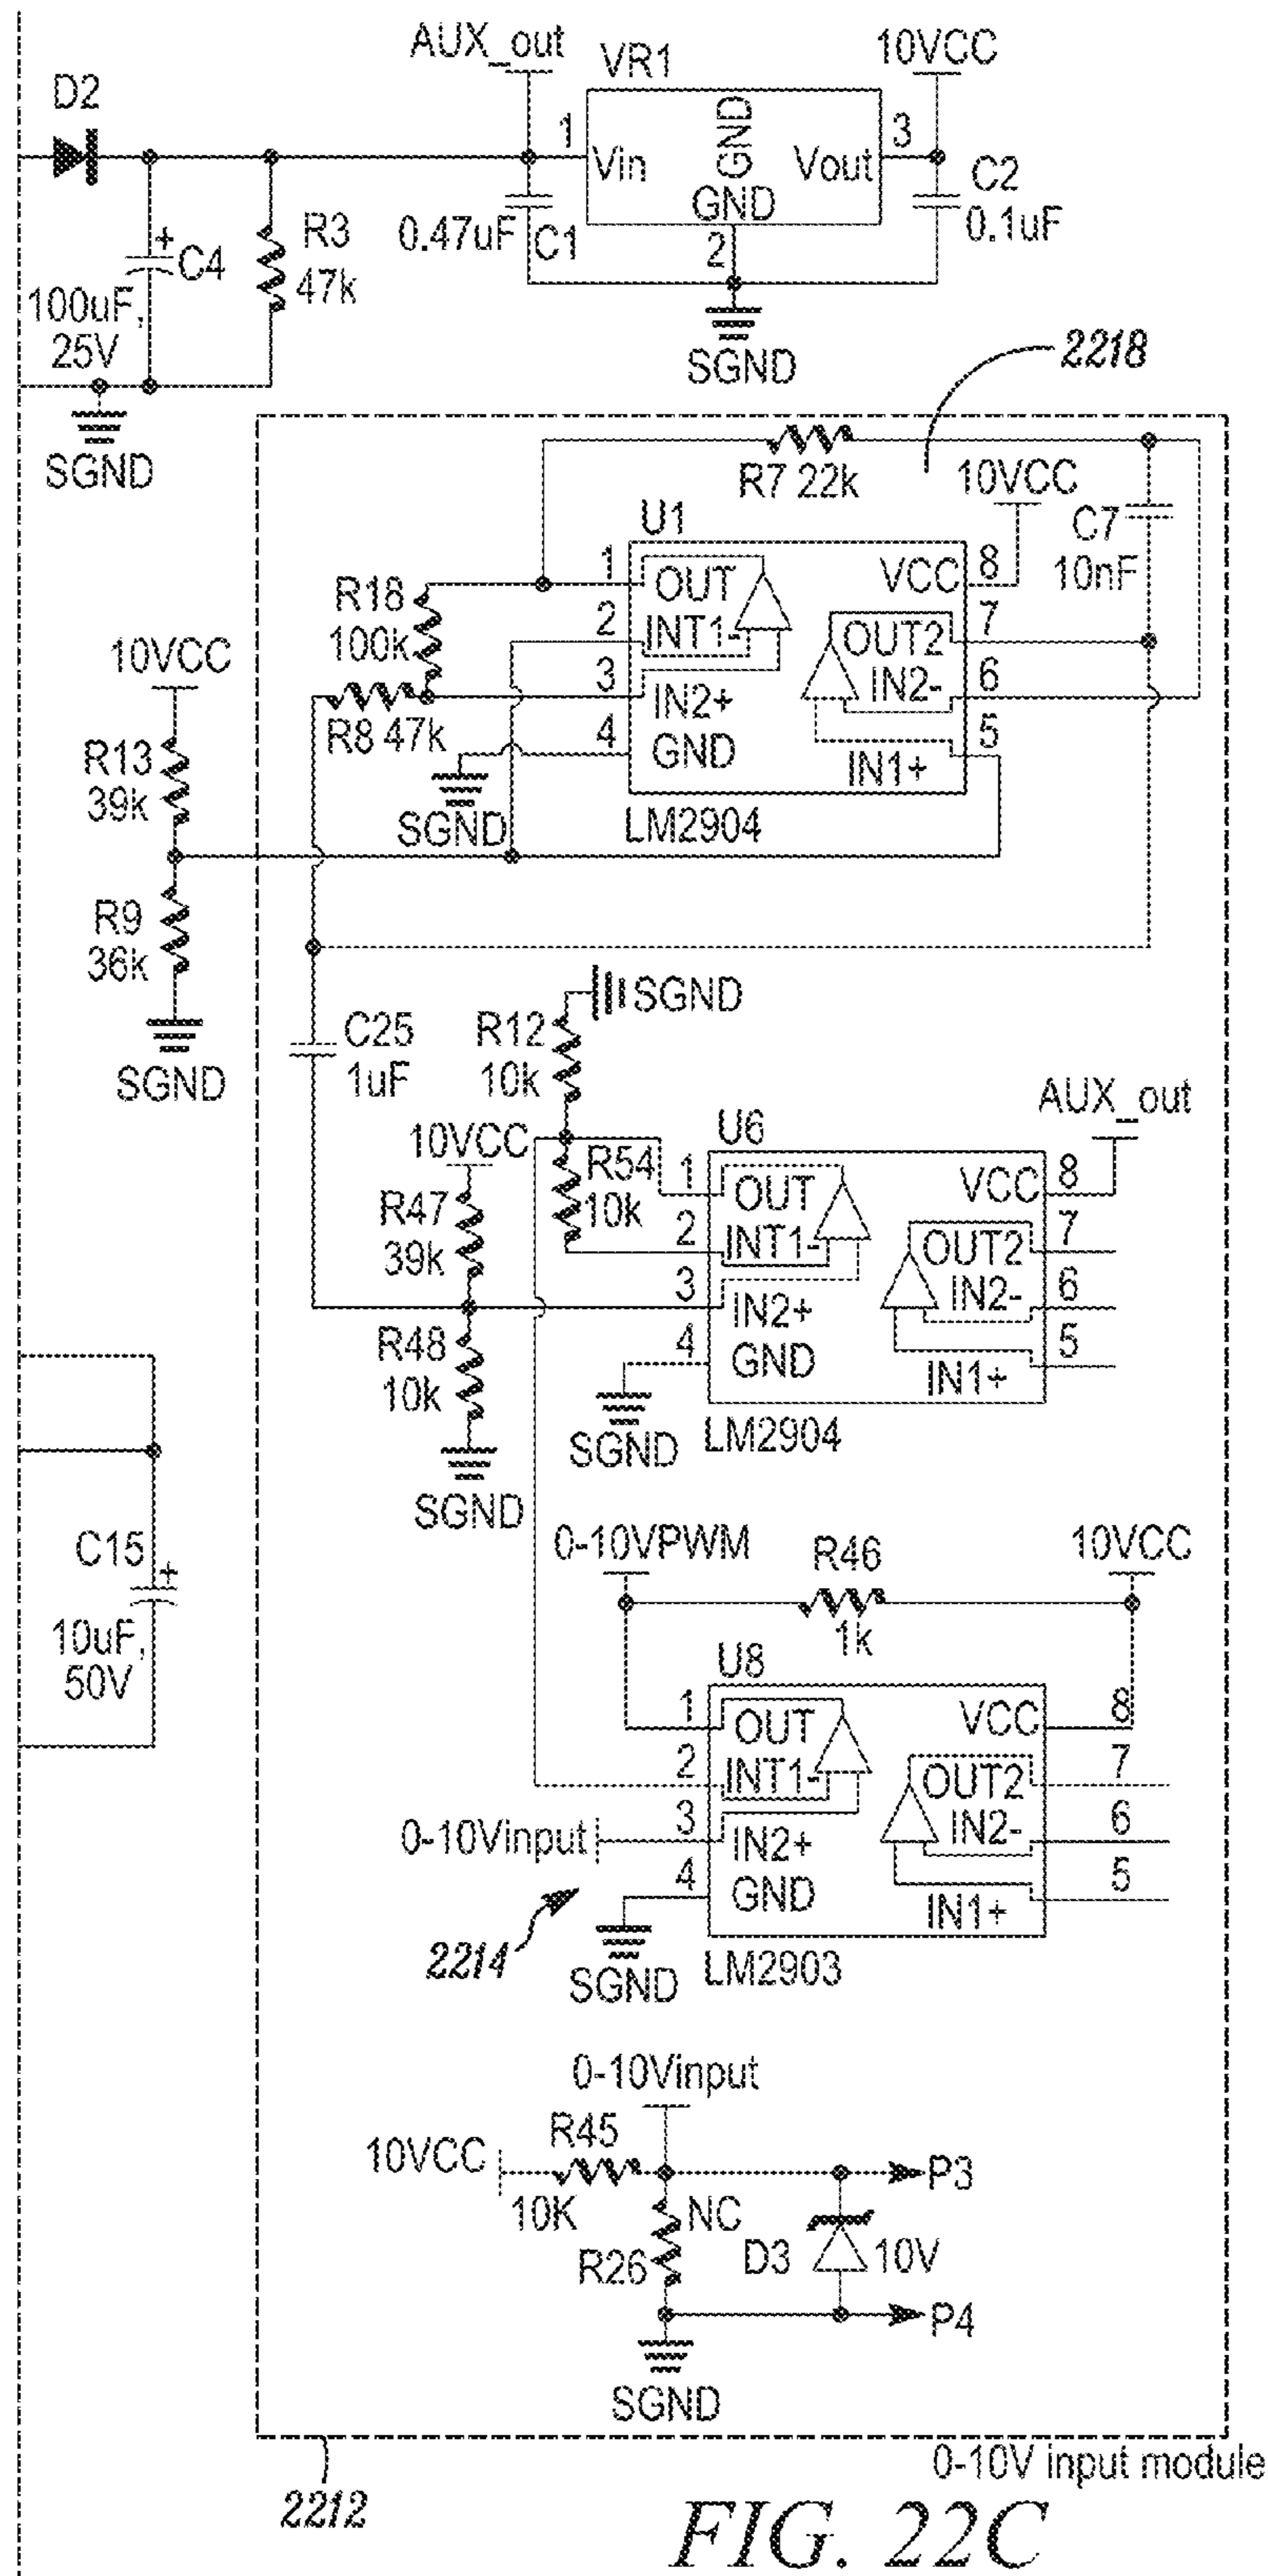 AUX_out
10VCC
D2
VR1
1
3
GND
Vin
Vout
GND
C2
0.1uF
0.47uF
C1
2
R3
47k
+
C4
100uF,
25V
SGND
SGND
2218
R7 22k
10VCC
C7
10nF
U1
1
OUT
VCC
8
R18
100k
2
INT1-
OUT2
7
10VCC
3
IN2+
IN2-
6
R8 47k
4
GND
IN1+
5
R13
39k
SGND
LM2904
R9
36k
SGND
SGND
C25
1uF
R12
10k
AUX_out
U6
10VCC
R54
10k
1
OUT
VCC
8
R47
39k
2
INT1-
OUT2
7
3
IN2+
IN2-
6
R48
10k
4
GND
IN1+
5
SGND
LM2904
SGND
C15
+
10uF,
50V
0-10VPWM
R46
1k
10VCC
U8
1
OUT
VCC
8
2
INT1-
OUT2
7
0-10Vinput
3
IN2+
IN2-
6
4
GND
IN1+
5
2214
SGND
LM2903
0-10Vinput
10VCC
R45
10K
P3
NC
R26
D3
10V
P4
SGND
0-10V input module
2212
FIG. 22C